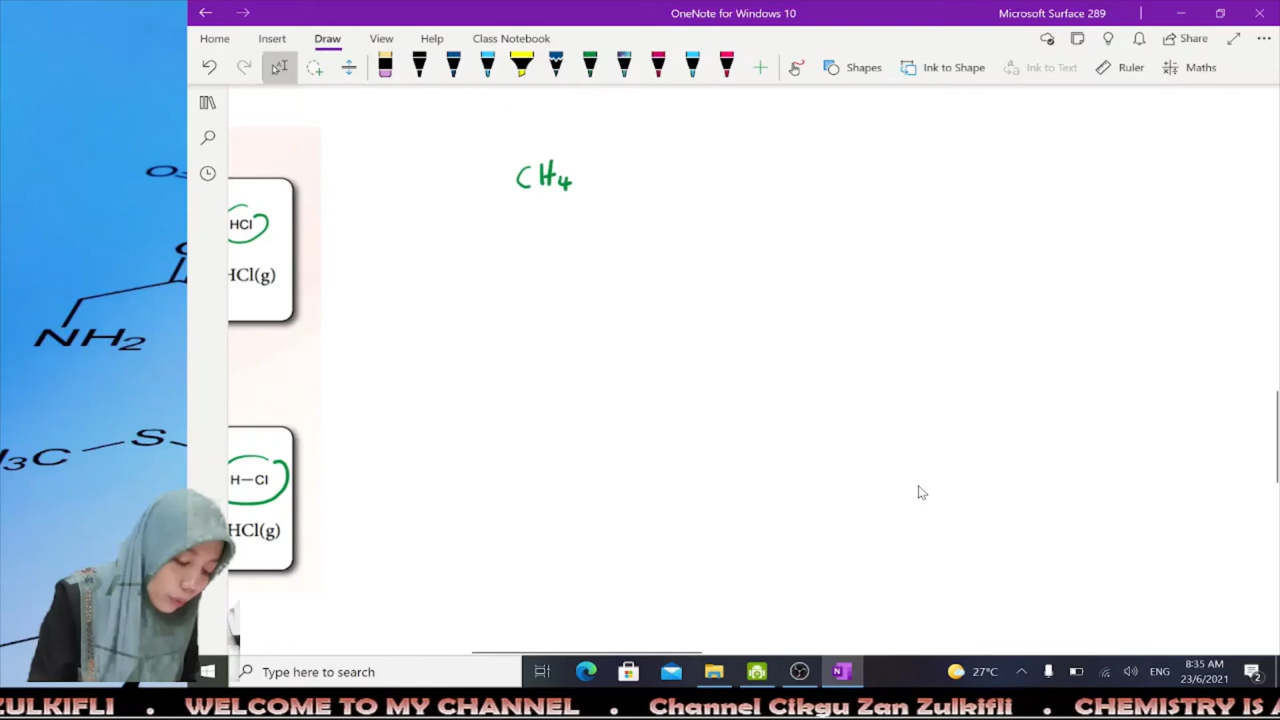 OneNote for Windows 10
Microsoft Surface 289
Home Insert Draw View Help Class Notebook
Share
Shapes Ink to Shape Ink to Text Ruler Maths
CH₄
HCl
HCl(g)
NH₂
S
₃C
H—Cl
HCl(g)
Type here to search
27°C
ENG
8:35 AM
23/6/2021
2
ZULKIFLI . WELCOME TO MY CHANNEL . Channel Cikgu Zan Zulkifli . CHEMISTRY IS